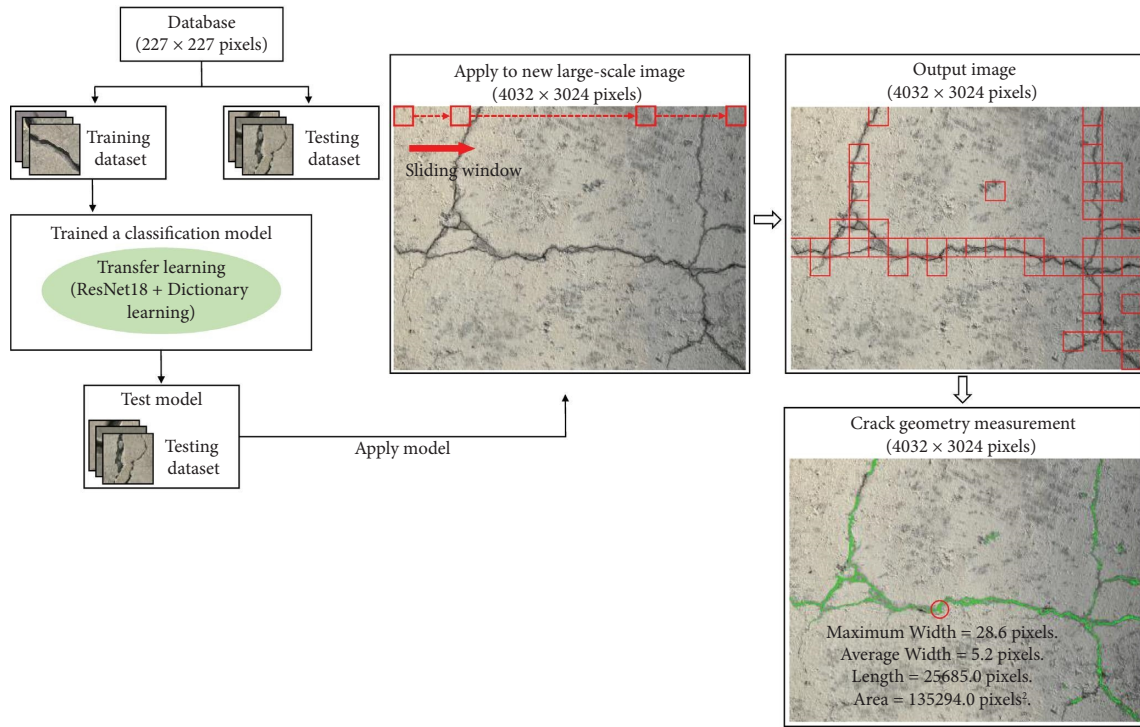 Database
(227 × 227 pixels)
Training
dataset
Testing
dataset
Trained a classification model
Transfer learning
(ResNet18 + Dictionary
learning)
Test model
Testing
dataset
Apply model
Apply to new large-scale image
(4032 × 3024 pixels)
Sliding window
Output image
(4032 × 3024 pixels)
Crack geometry measurement
(4032 × 3024 pixels)
Maximum Width = 28.6 pixels.
Average Width = 5.2 pixels.
Length = 25685.0 pixels.
Area = 135294.0 pixels².